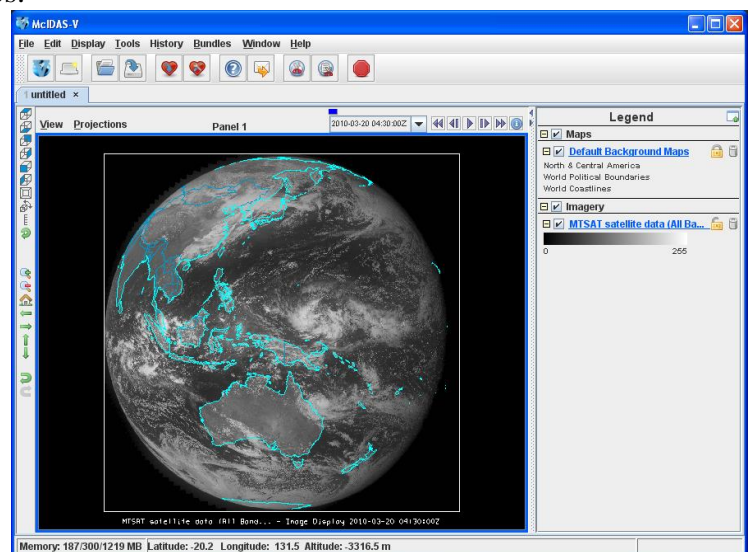 McIDAS-V
File Edit Display Tools History Bundles Window Help
1 untitled ×
View Projections
Panel 1
2010-03-20 04:30:00Z
Legend
Maps
Default Background Maps
North & Central America
World Political Boundaries
World Coastlines
Imagery
MTSAT satellite data (All Ba...
0 255
MTSAT satellite data (All Band... - Image Display 2010-03-20 04:30:00Z
Memory: 187/300/1219 MB Latitude: -20.2 Longitude: 131.5 Altitude: -3316.5 m